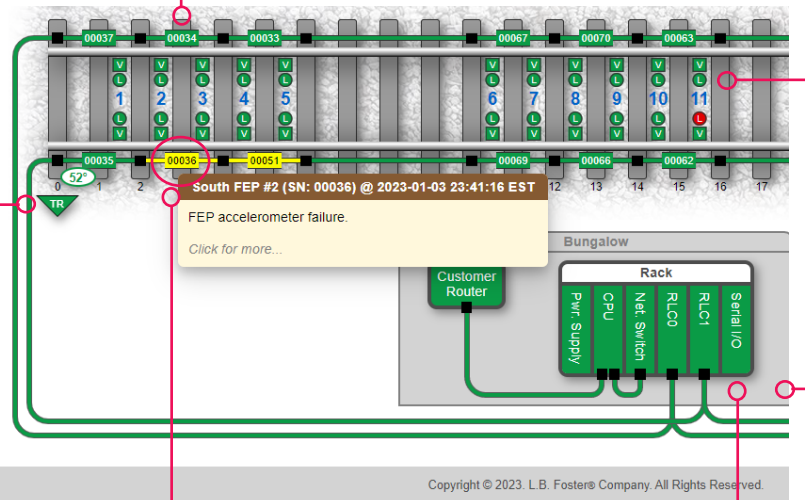 00037 00034 00033 00067 00070 00063
V V V V V V V V V V V
L L L L L L L L L L L
1 2 3 4 5 6 7 8 9 10 11
L L L L L L L L L L L
V V V V V V V V V V V
00035 00036 00051 00069 00066 00062
52°
0 1 2 12 13 14 15 16 17
TR
South FEP #2 (SN: 00036) @ 2023-01-03 23:41:16 EST
FEP accelerometer failure.
Click for more...
Bungalow
Customer
Router
Rack
Pwr. Supply
CPU
Net. Switch
RLC0
RLC1
Serial I/O
Copyright © 2023. L.B. Foster® Company. All Rights Reserved.